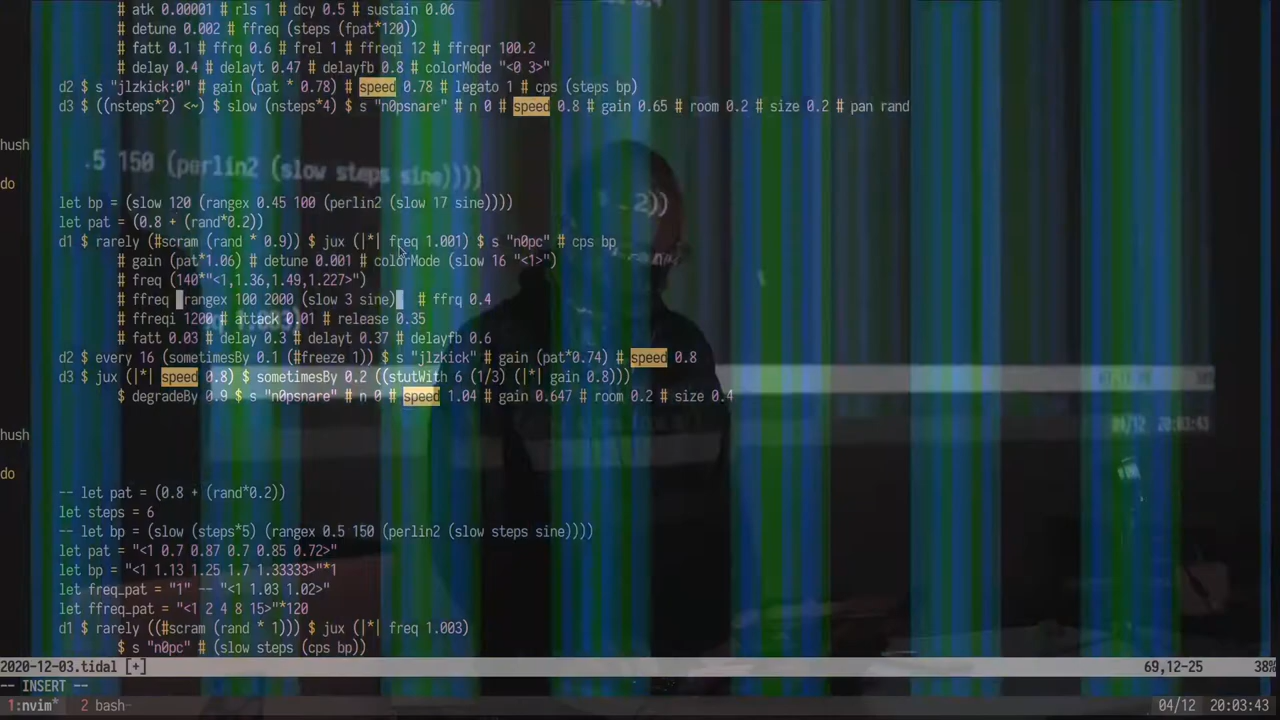 # atk 0.00001 # rls 1 # dcy 0.5 # sustain 0.06
# detune 0.002 # ffreq (steps (fpat*120))
# fatt 0.1 # ffrq 0.6 # frel 1 # ffreqi 12 # ffreqr 100.2
# delay 0.4 # delayt 0.47 # delayfb 0.8 # colorMode "<0 3>"
d2 $ s "jlzkick:0" # gain (pat * 0.78) # speed 0.78 # legato 1 # cps (steps bp)
d3 $ ((nsteps*2) <~) $ slow (nsteps*4) $ s "n0psnare" # n 0 # speed 0.8 # gain 0.65 # room 0.2 # size 0.2 # pan rand
hush
.5 150 (perlin2 (slow steps sine))))
do
let bp = (slow 120 (rangex 0.45 100 (perlin2 (slow 17 sine))))
. 2))
let pat = (0.8 + (rand*0.2))
d1 $ rarely (#scram (rand * 0.9)) $ jux (|*| freq 1.001) $ s "n0pc" # cps bp
# gain (pat*1.06) # detune 0.001 # colorMode (slow 16 "<1>")
# freq (140*"<1,1.36,1.49,1.227>")
# ffreq (rangex 100 2000 (slow 3 sine)) # ffrq 0.4
# ffreqi 1200 # attack 0.01 # release 0.35
# fatt 0.03 # delay 0.3 # delayt 0.37 # delayfb 0.6
d2 $ every 16 (sometimesBy 0.1 (#freeze 1)) $ s "jlzkick" # gain (pat*0.74) # speed 0.8
d3 $ jux (|*| speed 0.8) $ sometimesBy 0.2 ((stutWith 6 (1/3) (|*| gain 0.8)))
$ degradeBy 0.9 $ s "n0psnare" # n 0 # speed 1.04 # gain 0.647 # room 0.2 # size 0.4
04/12 20:03:43
hush
do
-- let pat = (0.8 + (rand*0.2))
let steps = 6
-- let bp = (slow (steps*5) (rangex 0.5 150 (perlin2 (slow steps sine))))
let pat = "<1 0.7 0.87 0.7 0.85 0.72>"
let bp = "<1 1.13 1.25 1.7 1.33333>"*1
let freq_pat = "1" -- "<1 1.03 1.02>"
let ffreq_pat = "<1 2 4 8 15>"*120
d1 $ rarely ((#scram (rand * 1))) $ jux (|*| freq 1.003)
$ s "n0pc" # (slow steps (cps bp))
2020-12-03.tidal [+] 69,12-25 38%
-- INSERT --
1:nvim* 2 bash- 04/12 20:03:43